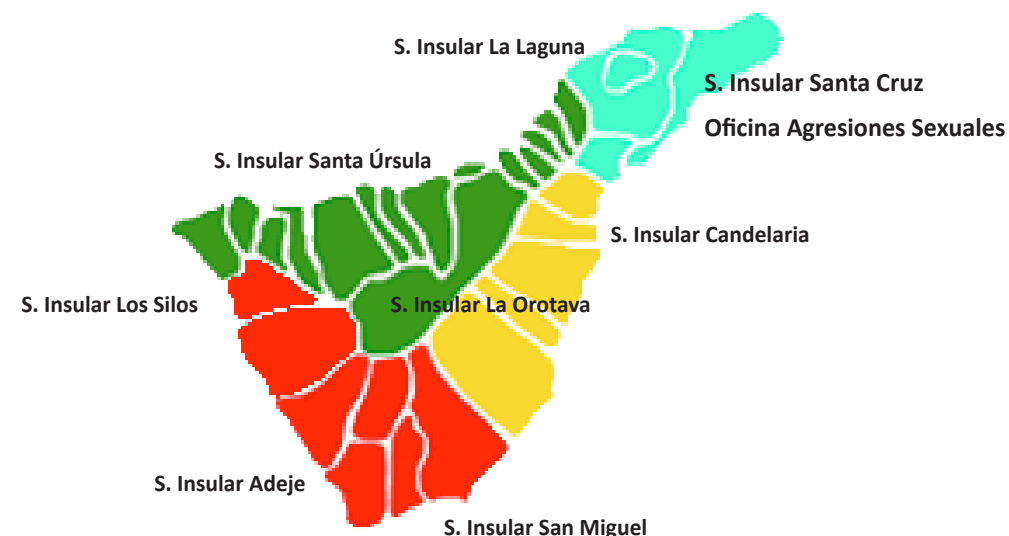 S. Insular La Laguna
S. Insular Santa Cruz
Oficina Agresiones Sexuales
S. Insular Santa Úrsula
S. Insular Candelaria
S. Insular Los Silos
S. Insular La Orotava
S. Insular Adeje
S. Insular San Miguel